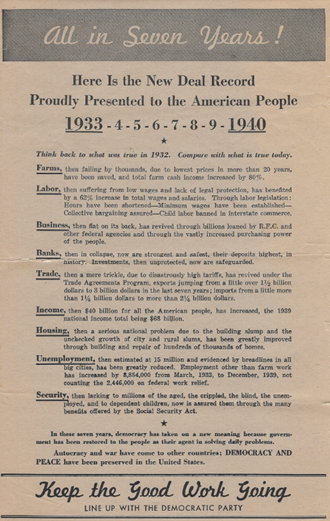 All in Seven Years!
Here Is the New Deal Record
Proudly Presented to the American People
1933 - 4 - 5 - 6 - 7 - 8 - 9 - 1940
Think back to what was true in 1932. Compare with what is true today.
Farms, then failing by thousands, due to lowest prices in more than 20 years,
have been saved, and total farm cash income increased by 80%.
Labor, then suffering from low wages and lack of legal protection, has benefited
by a 62% increase in total wages and salaries. Through labor legislation:
Hours have been shortened—Minimum wages have been established—
Collective bargaining assured—Child labor banned in interstate commerce.
Business, then flat on its back, has revived through billions loaned by R.F.C. and
other federal agencies and through the vastly increased purchasing power
of the people.
Banks, then in collapse, now are strongest and safest, their deposits highest, in
history. Investments, then unprotected, now are safeguarded.
Trade, then a mere trickle, due to disastrously high tariffs, has revived under the
Trade Agreements Program, exports jumping from a little over 1½ billion
dollars to 3 billion dollars in the last seven years; imports from a little more
than 1¼ billion dollars to more than 2¼ billion dollars.
Income, then $40 billion for all the American people, has increased, the 1939
national income total being $68 billion.
Housing, then a serious national problem due to the building slump and the
unchecked growth of city and rural slums, has been greatly improved
through building and repair of hundreds of thousands of homes.
Unemployment, then estimated at 15 million and evidenced by breadlines in all
big cities, has been greatly reduced. Employment other than farm work
has increased by 8,854,000 from March, 1933, to December, 1939, not
counting the 2,446,000 on federal work relief.
Security, then lacking to millions of the aged, the crippled, the blind, the unem-
ployed, and to dependent children, now is assured them through the many
benefits offered by the Social Security Act.
In these seven years, democracy has taken on a new meaning because govern-
ment has been restored to the people as their agent in solving daily problems.
Autocracy and war have come to other countries; DEMOCRACY AND
PEACE have been preserved in the United States.
Keep the Good Work Going
LINE UP WITH THE DEMOCRATIC PARTY